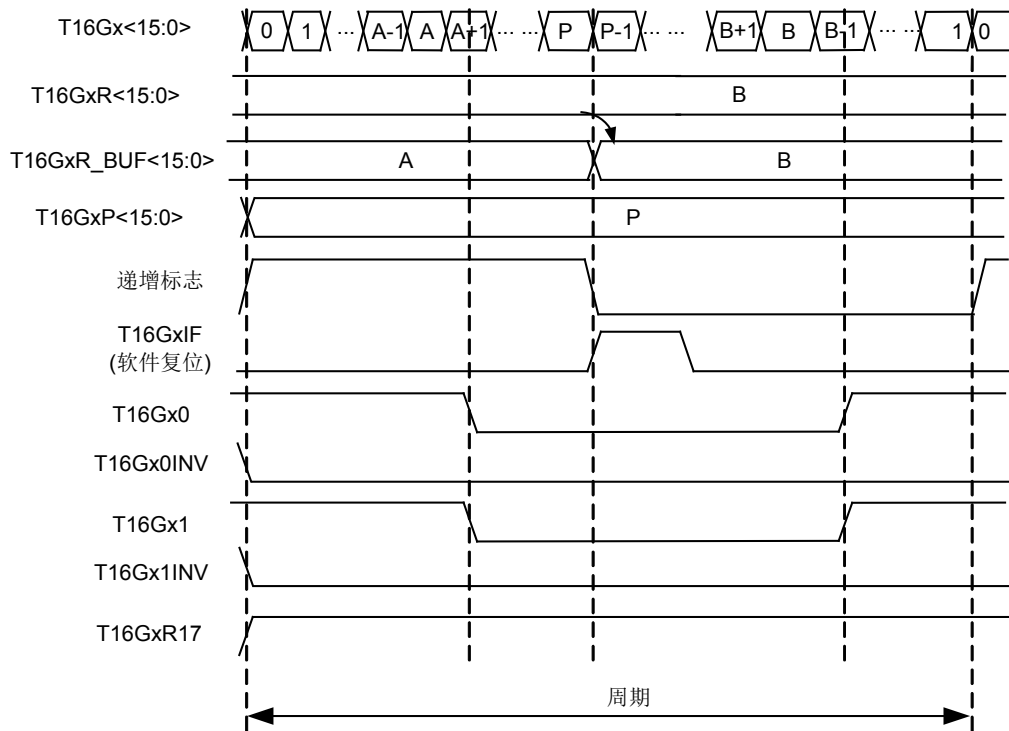 T16Gx<15:0> 0 1 ... A-1 A A+1 ... ... P P-1 ... ... B+1 B B-1 ... ... 1 0
T16GxR<15:0> B
T16GxR_BUF<15:0> A B
T16GxP<15:0> P
递增标志
T16GxIF
(软件复位)
T16Gx0
T16Gx0INV
T16Gx1
T16Gx1INV
T16GxR17
周期